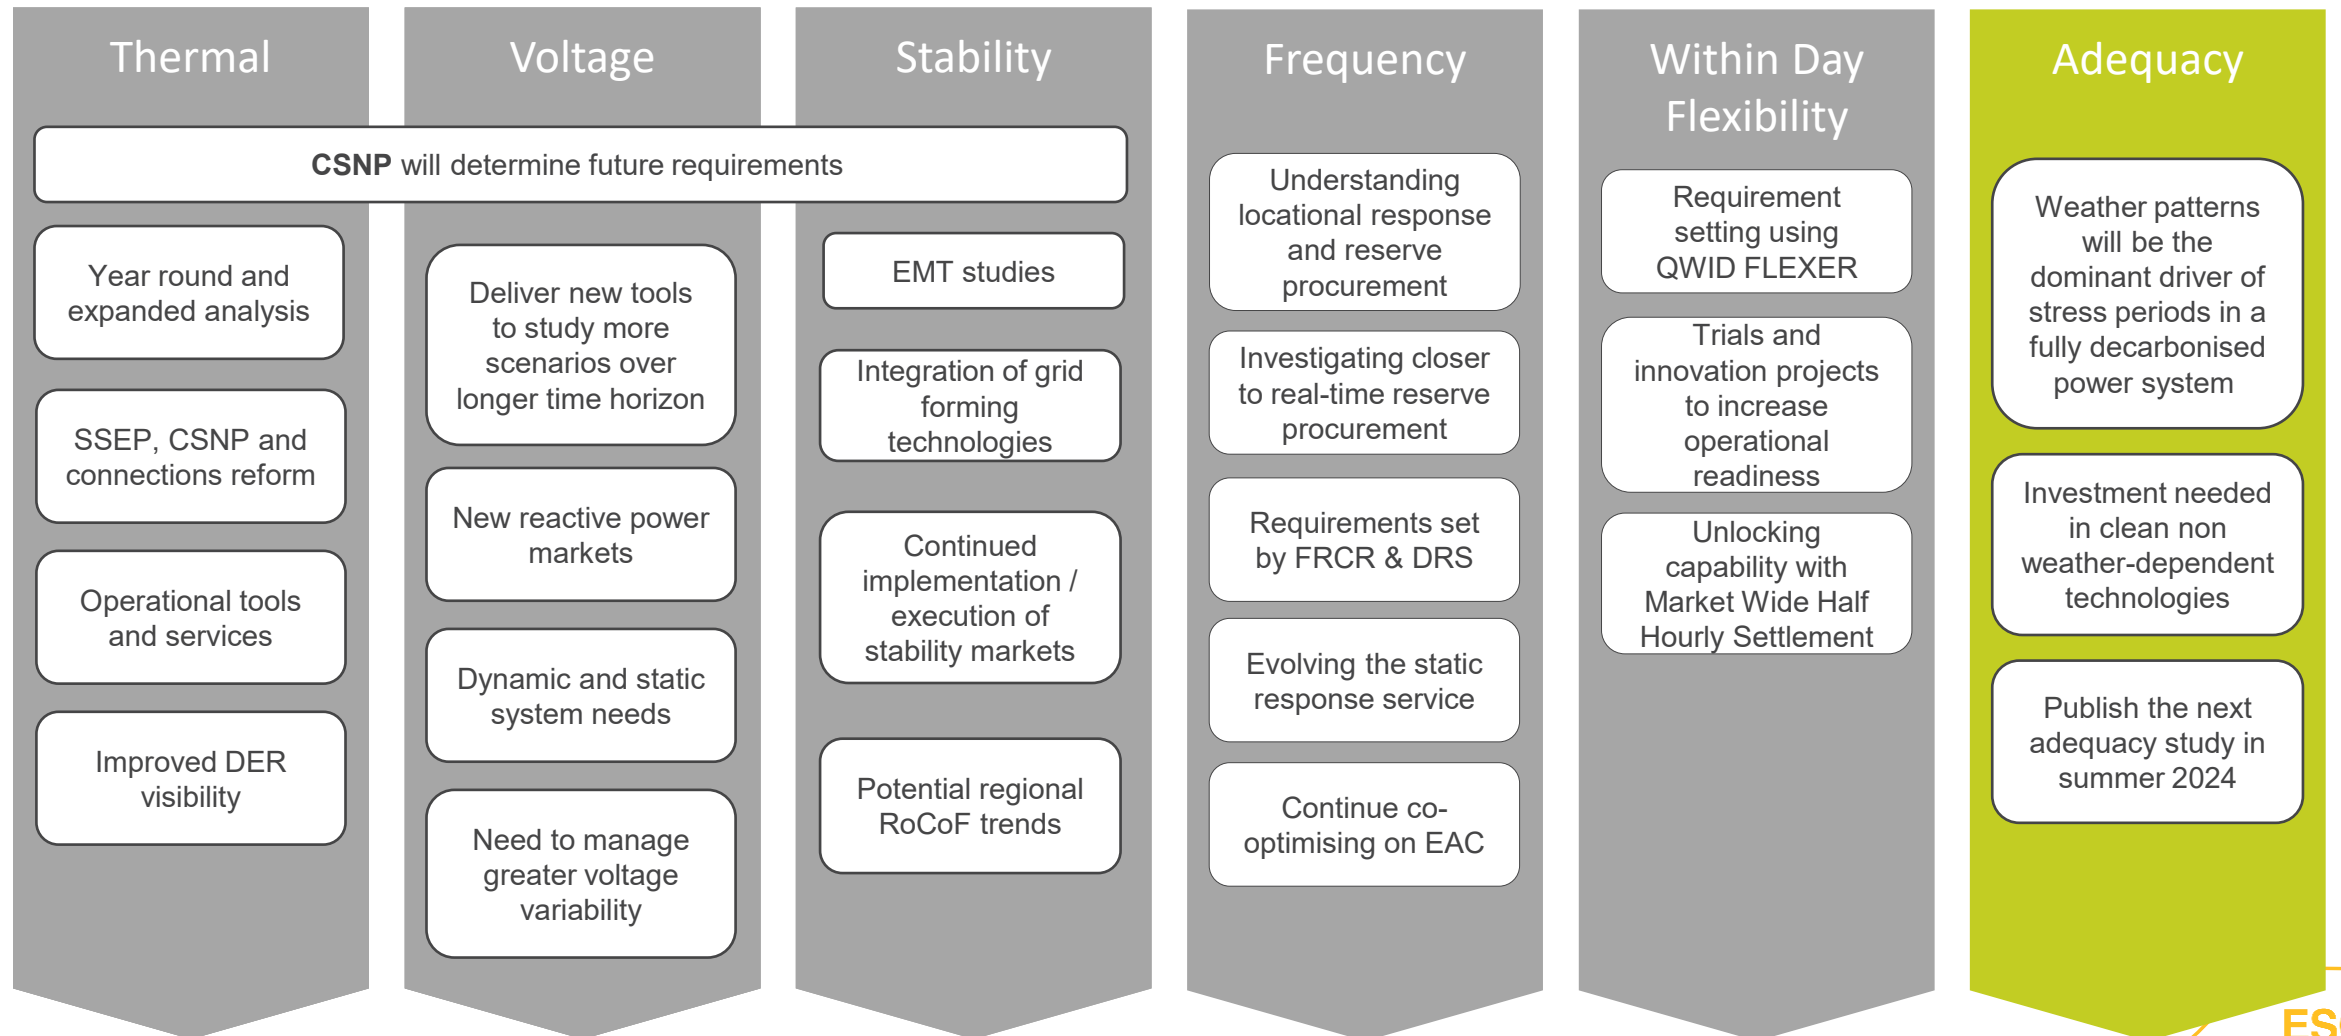 Thermal
CSNP will determine future requirements
Year round and
expanded analysis
SSEP, CSNP and
connections reform
Operational tools
and services
Improved DER
visibility
Voltage
Deliver new tools
to study more
scenarios over
longer time horizon
New reactive power
markets
Dynamic and static
system needs
Need to manage
greater voltage
variability
Stability
EMT studies
Integration of grid
forming
technologies
Continued
implementation /
execution of
stability markets
Potential regional
RoCoF trends
Frequency
Understanding
locational response
and reserve
procurement
Investigating closer
to real-time reserve
procurement
Requirements set
by FRCR & DRS
Evolving the static
response service
Continue co-
optimising on EAC
Within Day
Flexibility
Requirement
setting using
QWID FLEXER
Trials and
innovation projects
to increase
operational
readiness
Unlocking
capability with
Market Wide Half
Hourly Settlement
Adequacy
Weather patterns
will be the
dominant driver of
stress periods in a
fully decarbonised
power system
Investment needed
in clean non
weather-dependent
technologies
Publish the next
adequacy study in
summer 2024